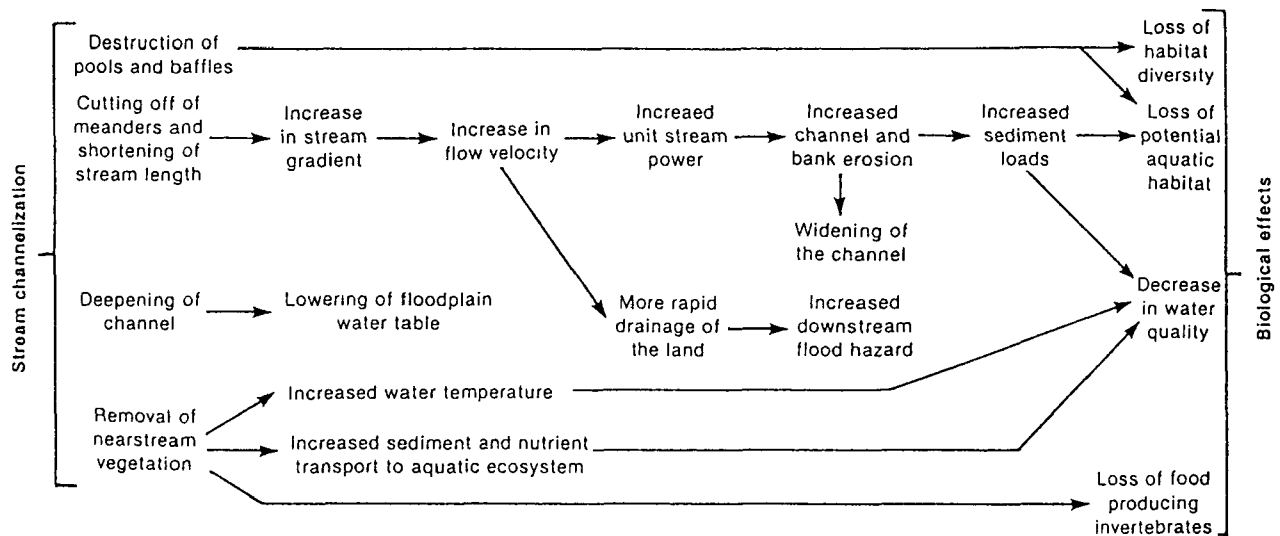 Stream channelization
Destruction of
pools and baffles
Loss of
habitat
diversity
Cutting off of
meanders and
shortening of
stream length
Increase
in stream
gradient
Increase in
flow velocity
Increaed
unit stream
power
Increased
channel and
bank erosion
Increased
sediment
loads
Loss of
potential
aquatic
habitat
Widening of
the channel
Deepening of
channel
Lowering of floodplain
water table
More rapid
drainage of
the land
Increased
downstream
flood hazard
Decrease
in water
quality
Removal of
nearstream
vegetation
Increased water temperature
Increased sediment and nutrient
transport to aquatic ecosystem
Loss of food
producing
invertebrates
Biological effects